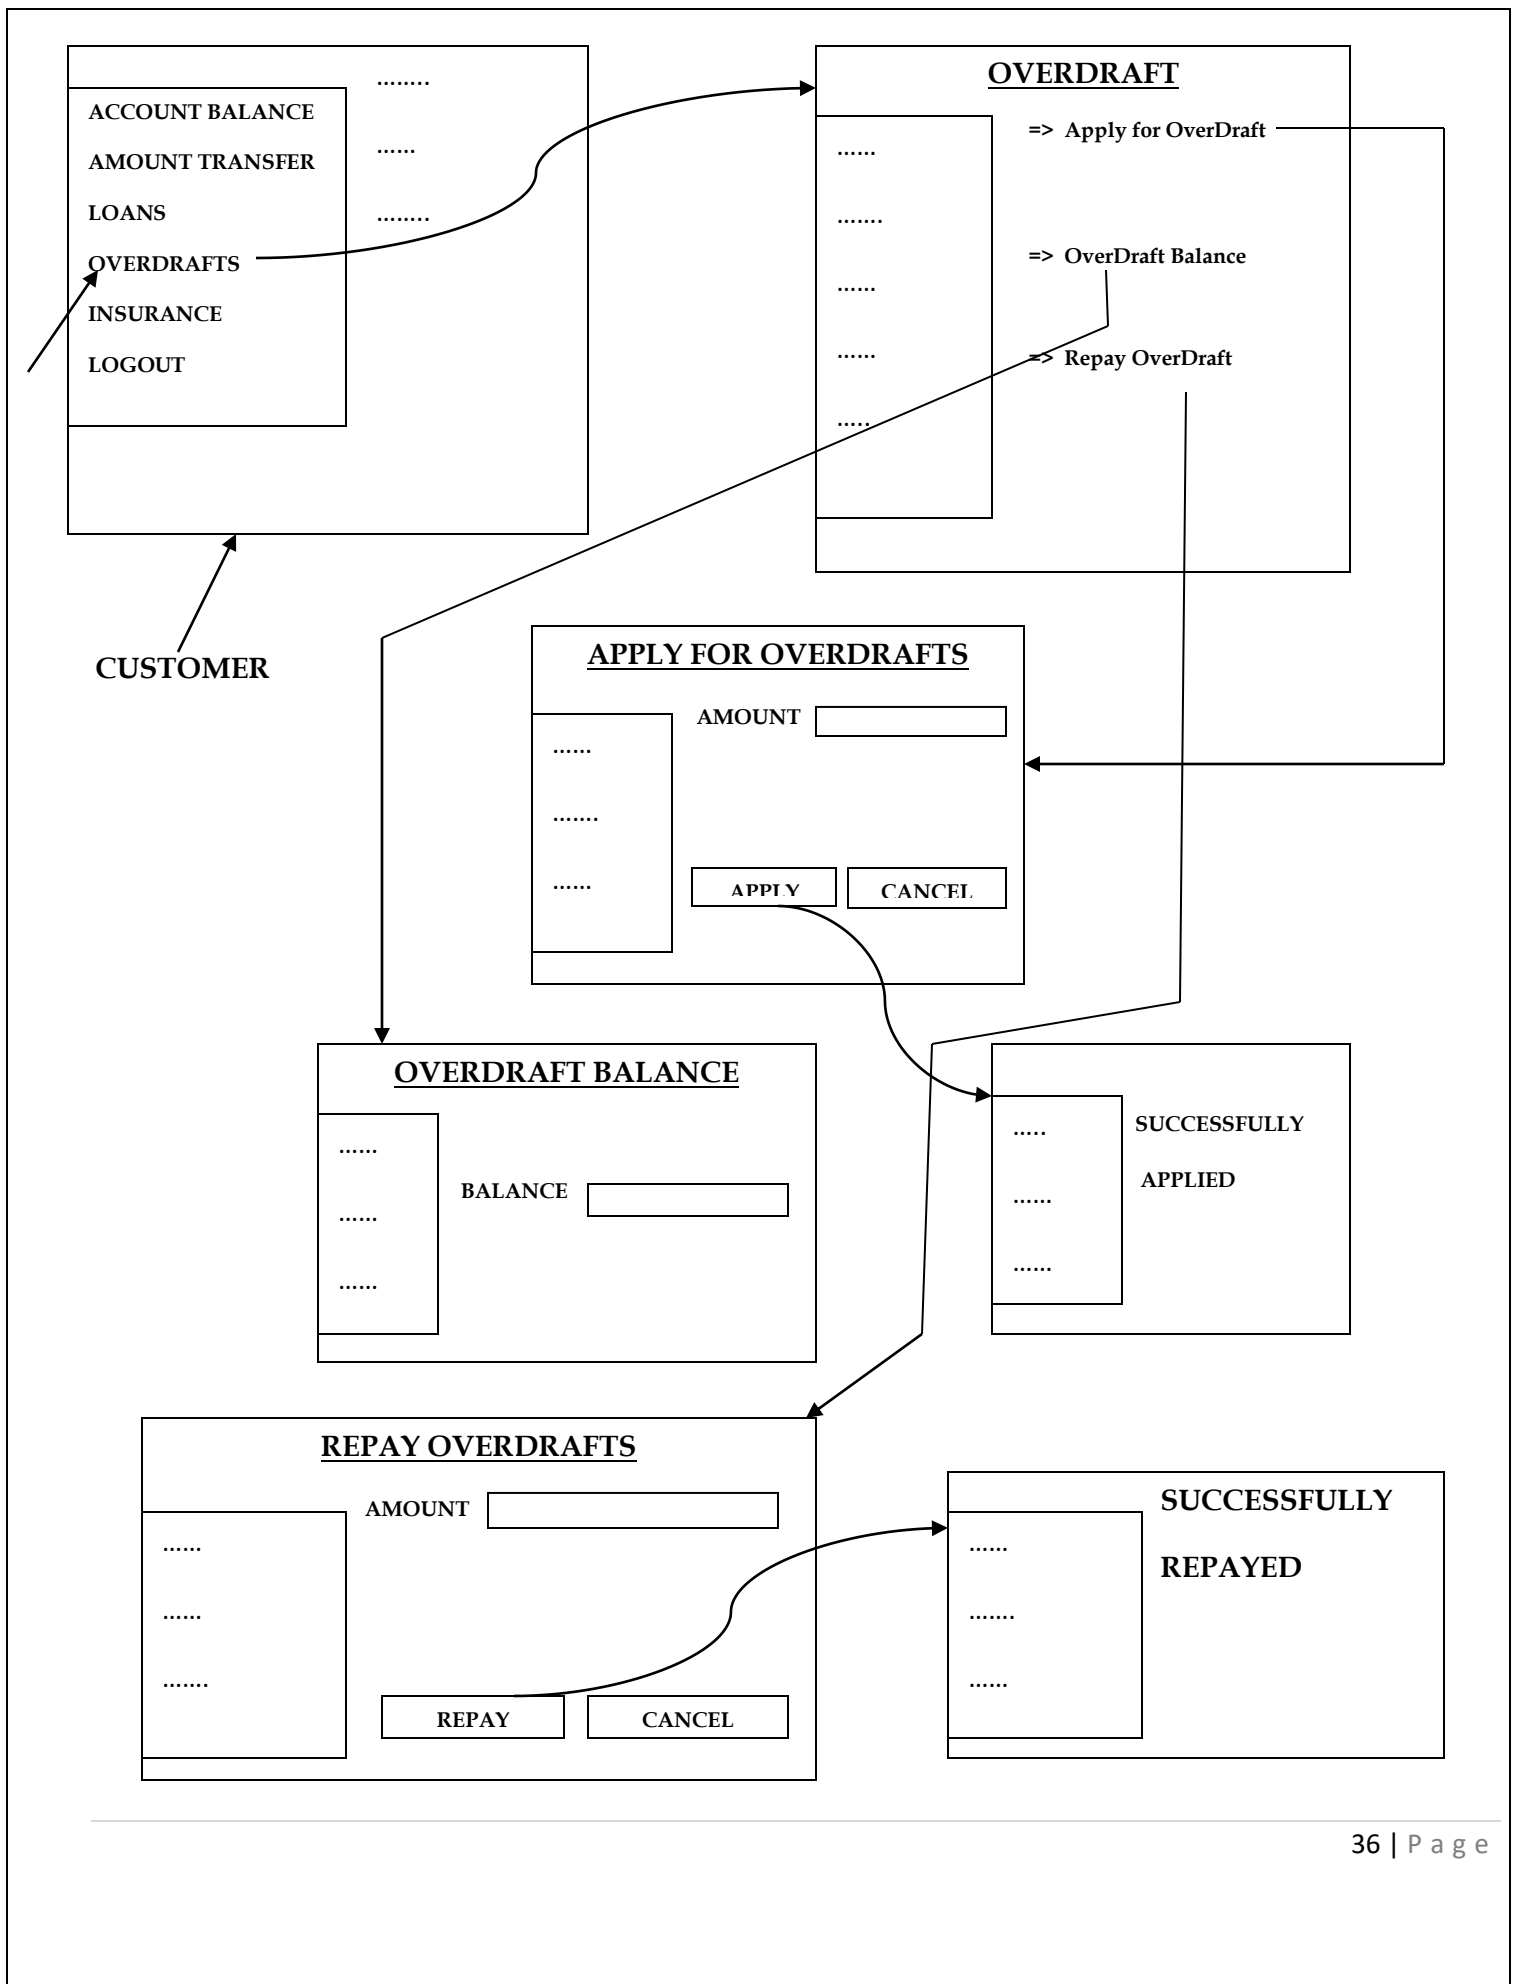 ACCOUNT BALANCE
AMOUNT TRANSFER
LOANS
OVERDRAFTS
INSURANCE
LOGOUT
........
......
........
CUSTOMER
OVERDRAFT
......
.......
......
......
.....
=> Apply for OverDraft
=> OverDraft Balance
=> Repay OverDraft
APPLY FOR OVERDRAFTS
AMOUNT
......
.......
......
APPLY
CANCEL
OVERDRAFT BALANCE
......
......
......
BALANCE
.....
......
......
SUCCESSFULLY
APPLIED
REPAY OVERDRAFTS
AMOUNT
......
......
.......
REPAY
CANCEL
......
.......
......
SUCCESSFULLY
REPAYED
36 | Page